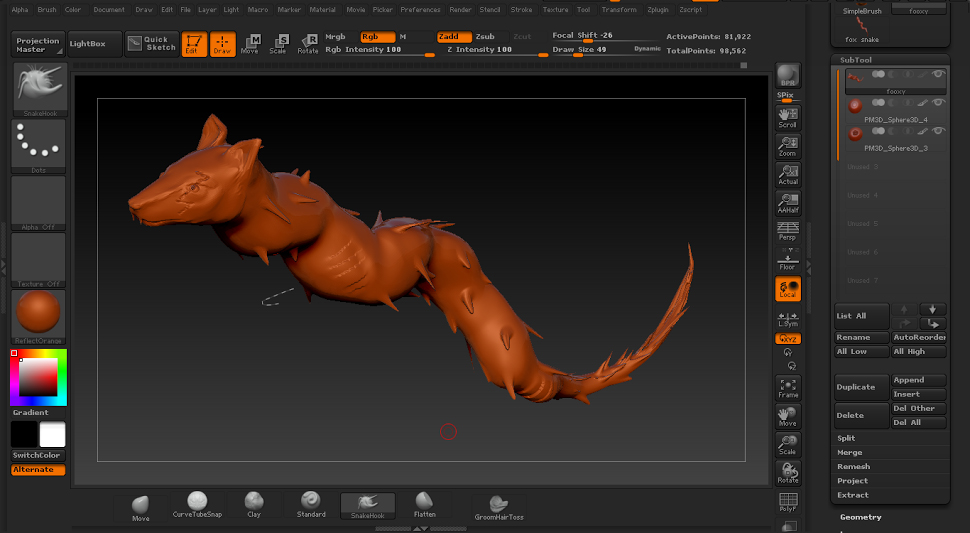 Alpha Brush Color Document Draw Edit File Layer Light Macro Marker Material Movie Picker Preferences Render Stencil Stroke Texture Tool Transform Zplugin Zscript
SimpleBrush fooxy
fox snake
Projection Master
LightBox
Quick Sketch
Edit Draw Move Scale Rotate
Mrgb Rgb M
Rgb Intensity 100
Zadd Zsub Zcut
Z Intensity 100
Focal Shift -26
Draw Size 49 Dynamic
ActivePoints: 81,922
TotalPoints: 98,562
SnakeHook
Dots
Alpha Off
Texture Off
ReflectOrange
Gradient
SwitchColor
Alternate
BPR
SPix
Scroll
Zoom
Actual
AAHalf
Persp
Floor
Local
L.Sym
XYZ
Frame
Move
Scale
Rotate
PolyF
SubTool
fooxy
PM3D_Sphere3D_4
PM3D_Sphere3D_3
Unused 3
Unused 4
Unused 5
Unused 6
Unused 7
List All
Rename AutoReorder
All Low All High
Duplicate Append
Insert
Delete Del Other
Del All
Split
Merge
Remesh
Project
Extract
Geometry
Move CurveTubeSnap Clay Standard SnakeHook Flatten GroomHairToss